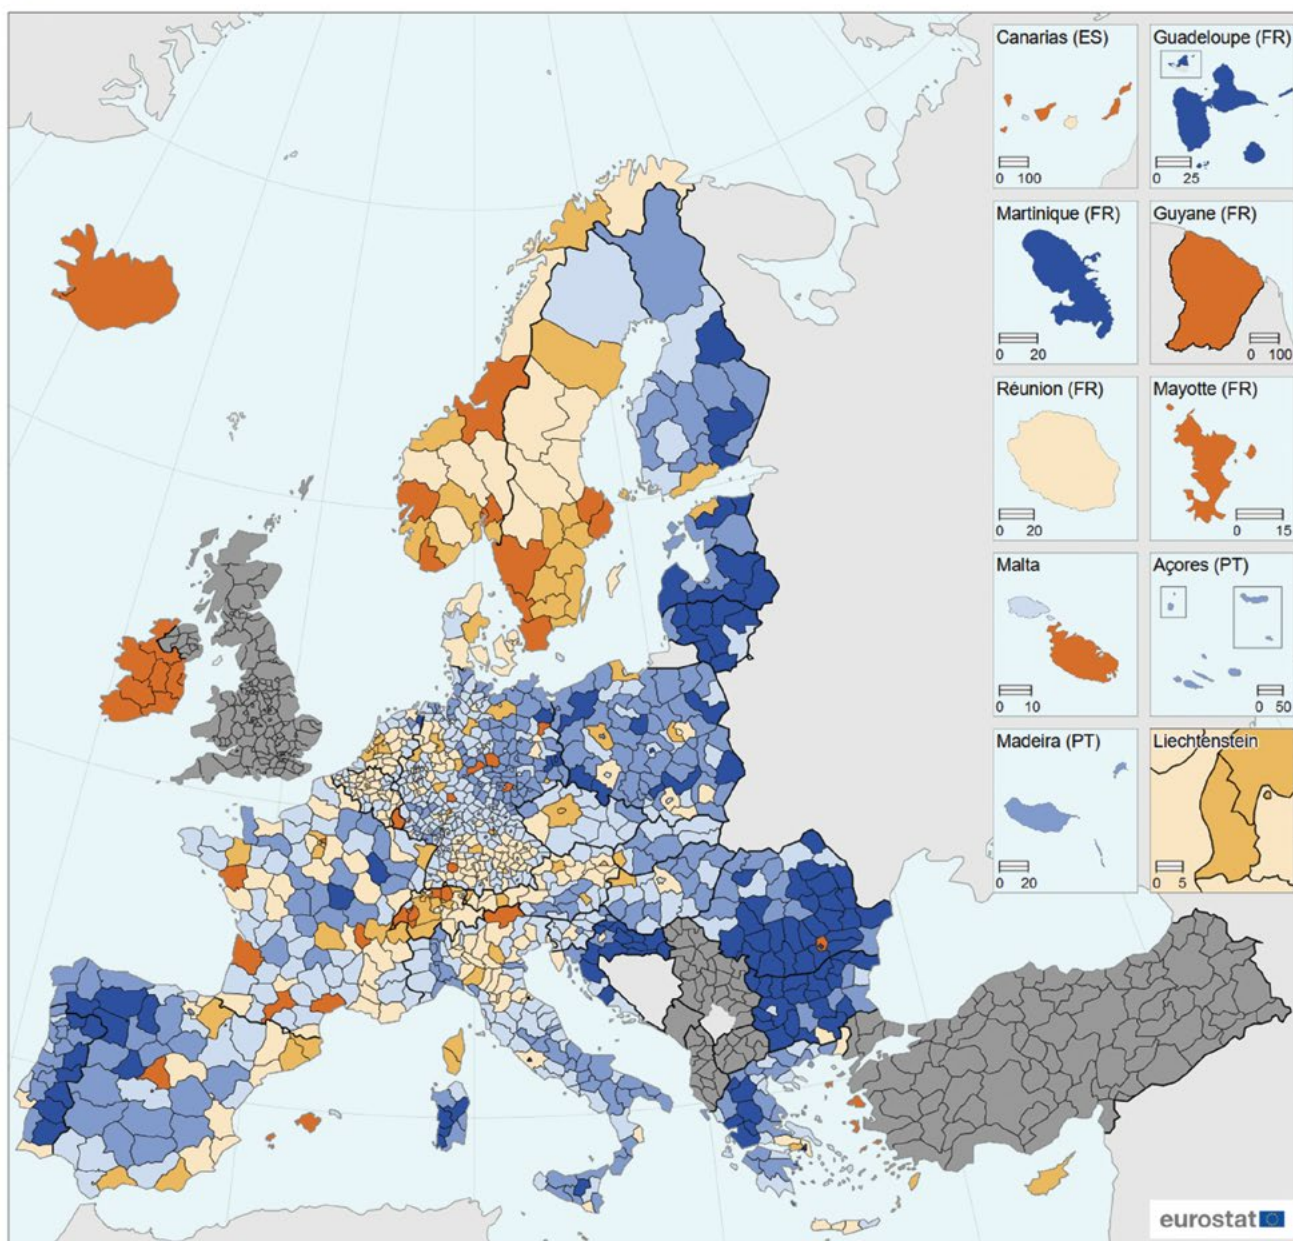 Canarias (ES)
0 100
Guadeloupe (FR)
0 25
Martinique (FR)
0 20
Guyane (FR)
0 100
Réunion (FR)
0 20
Mayotte (FR)
0 15
Malta
0 10
Açores (PT)
0 50
Madeira (PT)
0 20
Liechtenstein
0 5
eurostat